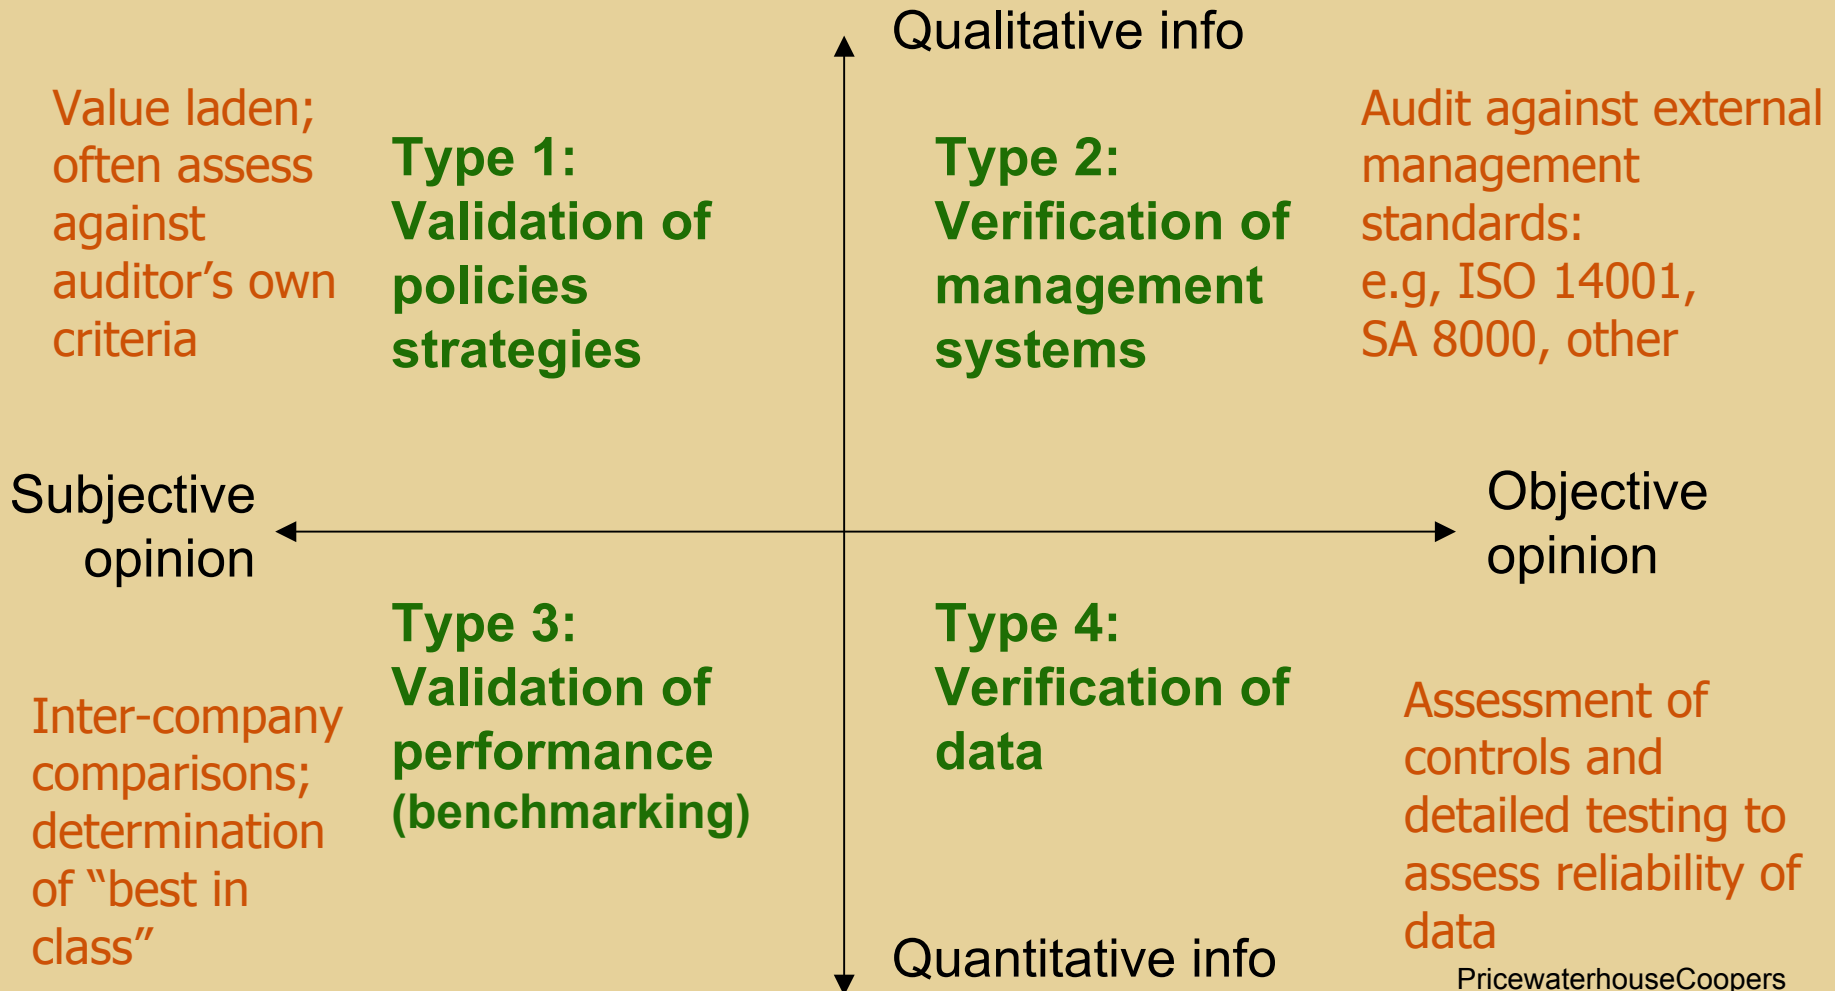 Qualitative info
Value laden;
often assess
against
auditor’s own
criteria
Type 1:
Validation of
policies
strategies
Type 2:
Verification of
management
systems
Audit against external
management
standards:
e.g, ISO 14001,
SA 8000, other
Subjective
opinion
Objective
opinion
Inter-company
comparisons;
determination
of “best in
class”
Type 3:
Validation of
performance
(benchmarking)
Type 4:
Verification of
data
Assessment of
controls and
detailed testing to
assess reliability of
data
Quantitative info
PricewaterhouseCoopers